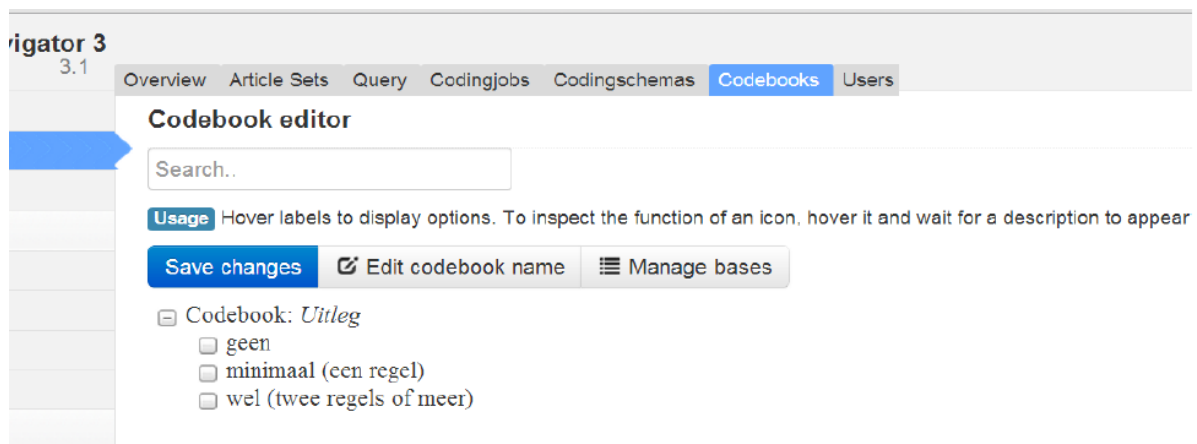 vigator 3
3.1
Overview Article Sets Query Codingjobs Codingschemas Codebooks Users
Codebook editor
Search..
Usage Hover labels to display options. To inspect the function of an icon, hover it and wait for a description to appear
Save changes Edit codebook name Manage bases
Codebook: Uitleg
geen
minimaal (een regel)
wel (twee regels of meer)